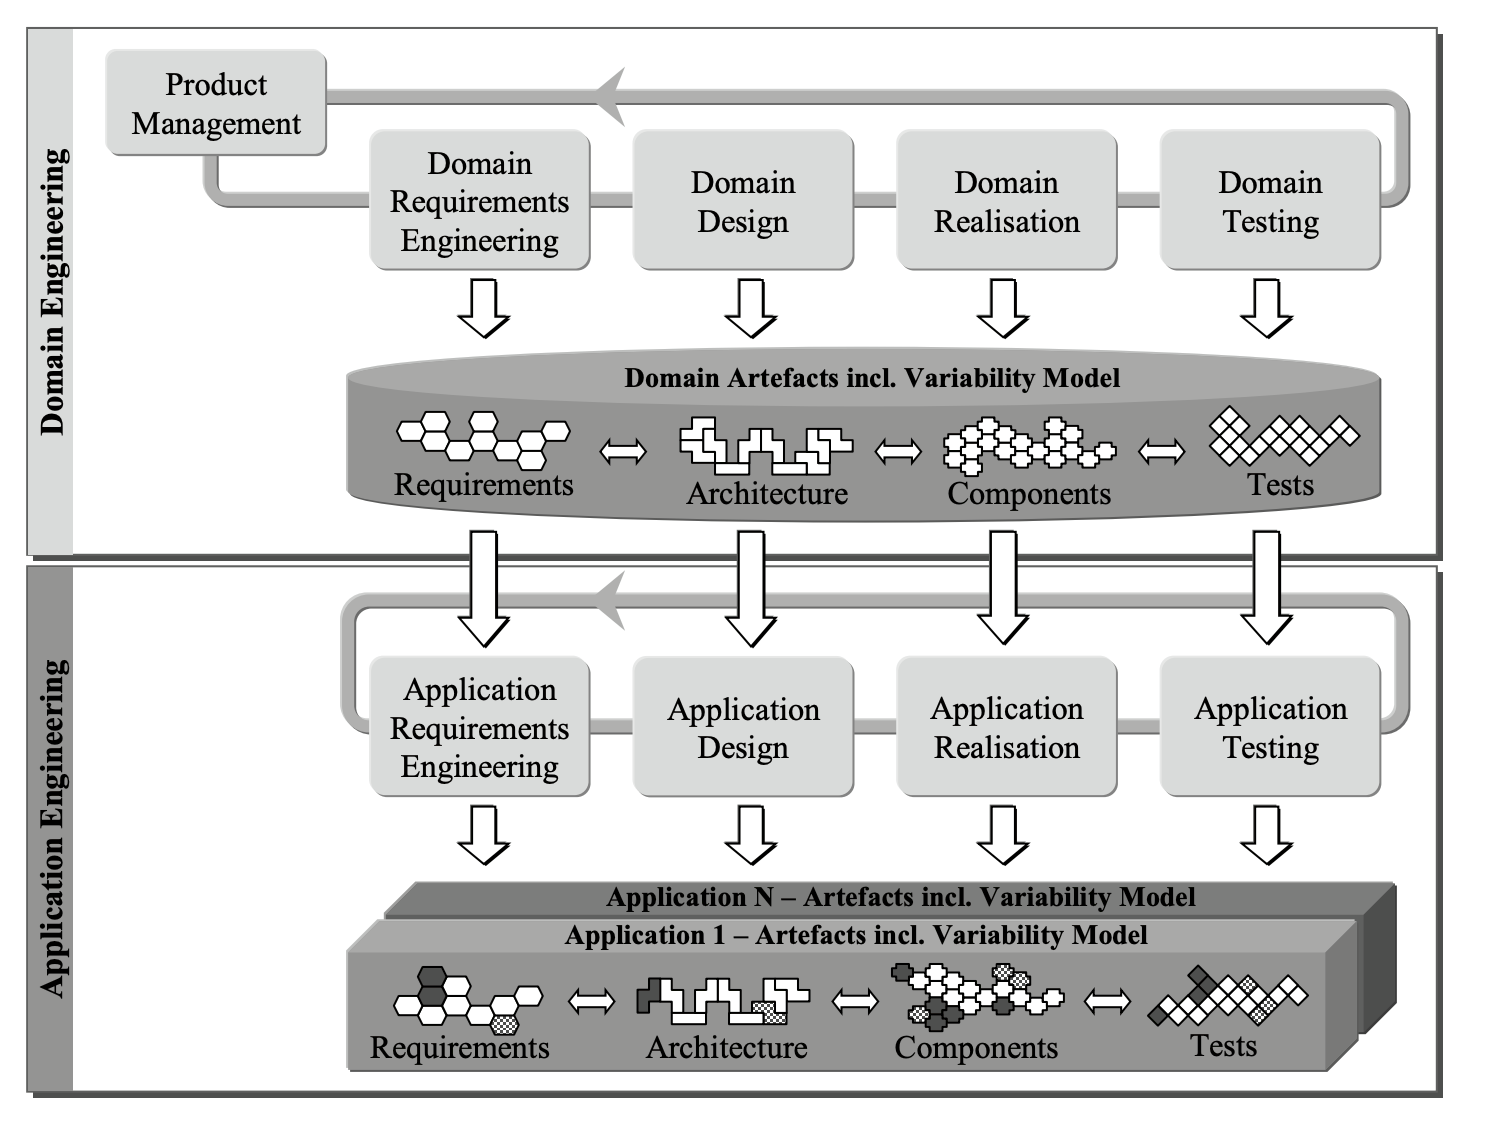 Domain Engineering
Product
Management
Domain
Requirements
Engineering
Domain
Design
Domain
Realisation
Domain
Testing
Domain Artefacts incl. Variability Model
Requirements
Architecture
Components
Tests
Application Engineering
Application
Requirements
Engineering
Application
Design
Application
Realisation
Application
Testing
Application N – Artefacts incl. Variability Model
Application 1 – Artefacts incl. Variability Model
Requirements
Architecture
Components
Tests